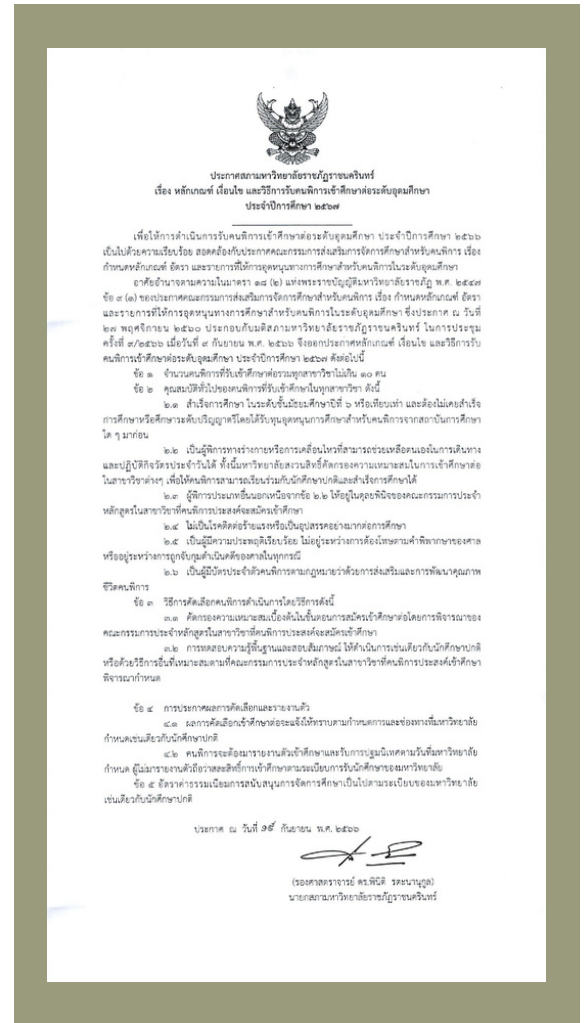 ประกาศสภามหาวิทยาลัยราชภัฏราชนครินทร์
เรื่อง หลักเกณฑ์ เงื่อนไข และวิธีการรับคนพิการเข้าศึกษาต่อระดับอุดมศึกษา
ประจำปีการศึกษา ๒๕๖๗
เพื่อให้การดำเนินการรับคนพิการเข้าศึกษาต่อระดับอุดมศึกษา ประจำปีการศึกษา ๒๕๖๖
เป็นไปด้วยความเรียบร้อย สอดคล้องกับประกาศคณะกรรมการส่งเสริมการจัดการศึกษาสำหรับคนพิการ เรื่อง
กำหนดหลักเกณฑ์ อัตรา และรายการที่ให้การอุดหนุนทางการศึกษาสำหรับคนพิการในระดับอุดมศึกษา
อาศัยอำนาจตามความในมาตรา ๑๘ (๒) แห่งพระราชบัญญัติมหาวิทยาลัยราชภัฏ พ.ศ. ๒๕๔๗
ข้อ ๙ (๑) ของประกาศคณะกรรมการส่งเสริมการจัดการศึกษาสำหรับคนพิการ เรื่อง กำหนดหลักเกณฑ์ อัตรา
และรายการที่ให้การอุดหนุนทางการศึกษาสำหรับคนพิการในระดับอุดมศึกษา ซึ่งประกาศ ณ วันที่
๒๗ พฤศจิกายน ๒๕๖๐ ประกอบกับมติสภามหาวิทยาลัยราชภัฏราชนครินทร์ ในการประชุม
ครั้งที่ ๙/๒๕๖๖ เมื่อวันที่ ๙ กันยายน พ.ศ. ๒๕๖๖ จึงออกประกาศหลักเกณฑ์ เงื่อนไข และวิธีการรับ
คนพิการเข้าศึกษาต่อระดับอุดมศึกษา ประจำปีการศึกษา ๒๕๖๗ ดังต่อไปนี้
ข้อ ๑ จำนวนคนพิการที่รับเข้าศึกษาต่อรวมทุกสาขาวิชาไม่เกิน ๑๐ คน
ข้อ ๒ คุณสมบัติทั่วไปของคนพิการที่รับเข้าศึกษาในทุกสาขาวิชา ดังนี้
๒.๑ สำเร็จการศึกษา ในระดับชั้นมัธยมศึกษาปีที่ ๖ หรือเทียบเท่า และต้องไม่เคยสำเร็จ
การศึกษาหรือศึกษาระดับปริญญาตรีโดยได้รับทุนอุดหนุนการศึกษาสำหรับคนพิการจากสถาบันการศึกษา
ใด ๆ มาก่อน
๒.๒ เป็นผู้พิการทางร่างกายหรือการเคลื่อนไหวที่สามารถช่วยเหลือตนเองในการเดินทาง
และปฏิบัติกิจวัตรประจำวันได้ ทั้งนี้มหาวิทยาลัยสงวนสิทธิ์คัดกรองความเหมาะสมในการเข้าศึกษาต่อ
ในสาขาวิชาต่างๆ เพื่อให้คนพิการสามารถเรียนร่วมกับนักศึกษาปกติและสำเร็จการศึกษาได้
๒.๓ ผู้พิการประเภทอื่นนอกเหนือจากข้อ ๒.๒ ให้อยู่ในดุลยพินิจของคณะกรรมการประจำ
หลักสูตรในสาขาวิชาที่คนพิการประสงค์จะสมัครเข้าศึกษา
๒.๔ ไม่เป็นโรคติดต่อร้ายแรงหรือเป็นอุปสรรคอย่างมากต่อการศึกษา
๒.๕ เป็นผู้มีความประพฤติเรียบร้อย ไม่อยู่ระหว่างการต้องโทษตามคำพิพากษาของศาล
หรืออยู่ระหว่างการถูกจับกุมดำเนินคดีของศาลในทุกกรณี
๒.๖ เป็นผู้มีบัตรประจำตัวคนพิการตามกฎหมายว่าด้วยการส่งเสริมและการพัฒนาคุณภาพ
ชีวิตคนพิการ
ข้อ ๓ วิธีการคัดเลือกคนพิการดำเนินการโดยวิธีการดังนี้
๓.๑ คัดกรองความเหมาะสมเบื้องต้นในขั้นตอนการสมัครเข้าศึกษาต่อโดยการพิจารณาของ
คณะกรรมการประจำหลักสูตรในสาขาวิชาที่คนพิการประสงค์จะสมัครเข้าศึกษา
๓.๒ การทดสอบความรู้พื้นฐานและสอบสัมภาษณ์ ให้ดำเนินการเช่นเดียวกับนักศึกษาปกติ
หรือด้วยวิธีการอื่นที่เหมาะสมตามที่คณะกรรมการประจำหลักสูตรในสาขาวิชาที่คนพิการประสงค์เข้าศึกษา
พิจารณากำหนด
ข้อ ๔ การประกาศผลการคัดเลือกและรายงานตัว
๔.๑ ผลการคัดเลือกเข้าศึกษาต่อจะแจ้งให้ทราบตามกำหนดการและช่องทางที่มหาวิทยาลัย
กำหนดเช่นเดียวกับนักศึกษาปกติ
๔.๒ คนพิการจะต้องมารายงานตัวเข้าศึกษาและรับการปฐมนิเทศตามวันที่มหาวิทยาลัย
กำหนด ผู้ไม่มารายงานตัวถือว่าสละสิทธิ์การเข้าศึกษาตามระเบียบการรับนักศึกษาของมหาวิทยาลัย
ข้อ ๕ อัตราค่าธรรมเนียมการสนับสนุนการจัดการศึกษาเป็นไปตามระเบียบของมหาวิทยาลัย
เช่นเดียวกับนักศึกษาปกติ
ประกาศ ณ วันที่ ๑๙ กันยายน พ.ศ. ๒๕๖๖
(รองศาสตราจารย์ ดร.พินิติ รตะนานุกูล)
นายกสภามหาวิทยาลัยราชภัฏราชนครินทร์